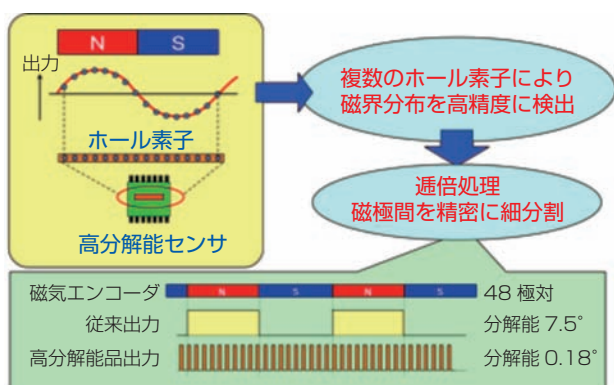 N S
出力
ホール素子
高分解能センサ
複数のホール素子により
磁界分布を高精度に検出
逓倍処理
磁極間を精密に細分割
磁気エンコーダ N S N S 48 極対
従来出力 分解能 7.5°
高分解能品出力 分解能 0.18°